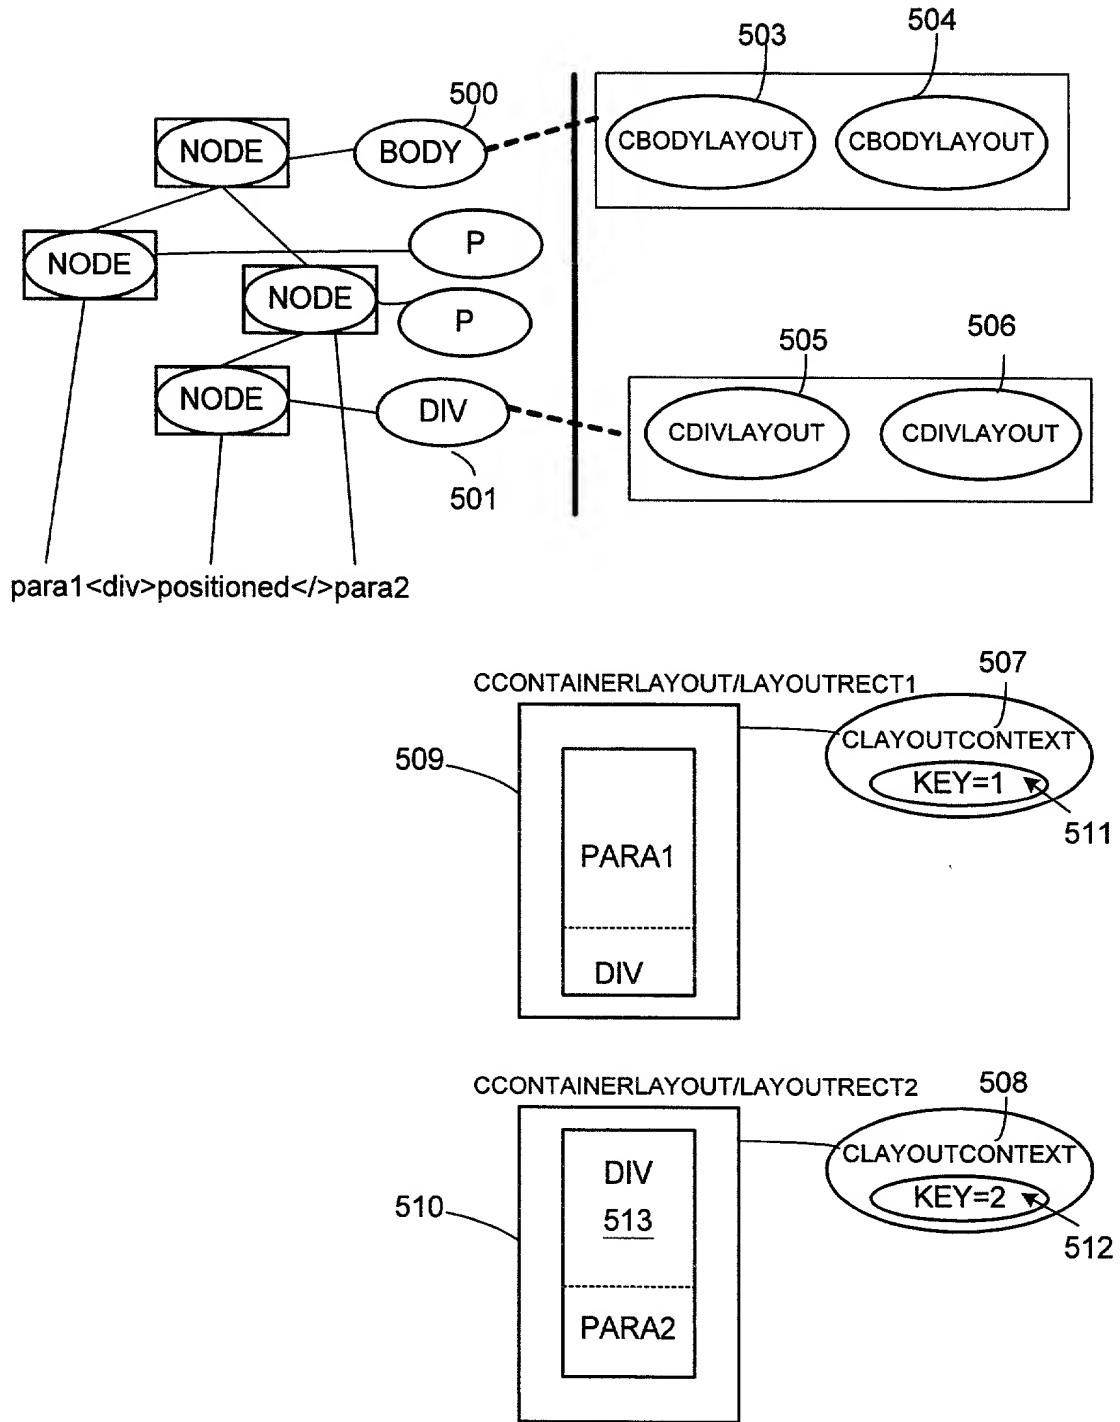 503
504
500
NODE
BODY
CBODYLAYOUT
CBODYLAYOUT
P
NODE
NODE
P
505
506
NODE
DIV
CDIVLAYOUT
CDIVLAYOUT
501
para1<div>positioned</>para2
507
CCONTAINERLAYOUT/LAYOUTRECT1
CLAYOUTCONTEXT
509
KEY=1
511
PARA1
DIV
508
CCONTAINERLAYOUT/LAYOUTRECT2
CLAYOUTCONTEXT
DIV
KEY=2
510
513
512
PARA2